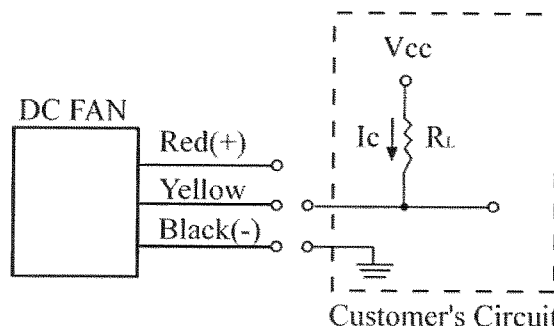 Vcc
DC FAN
Red(+)
Ic
RL
Yellow
Black(-)
Customer's Circuit